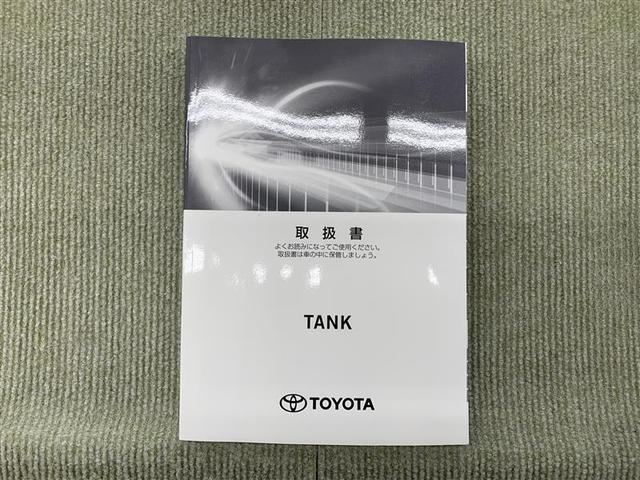 取扱書
よくお読みになってご使用ください。
取扱書は車の中に保管しましょう。
TANK
TOYOTA